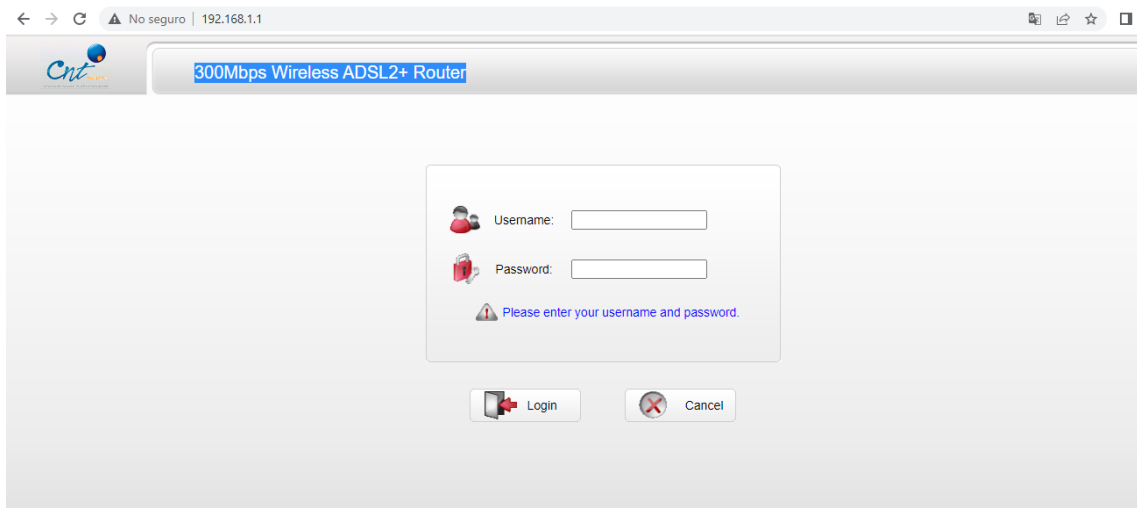 No seguro | 192.168.1.1
Cnt
300Mbps Wireless ADSL2+ Router
Username:
Password:
Please enter your username and password.
Login
Cancel